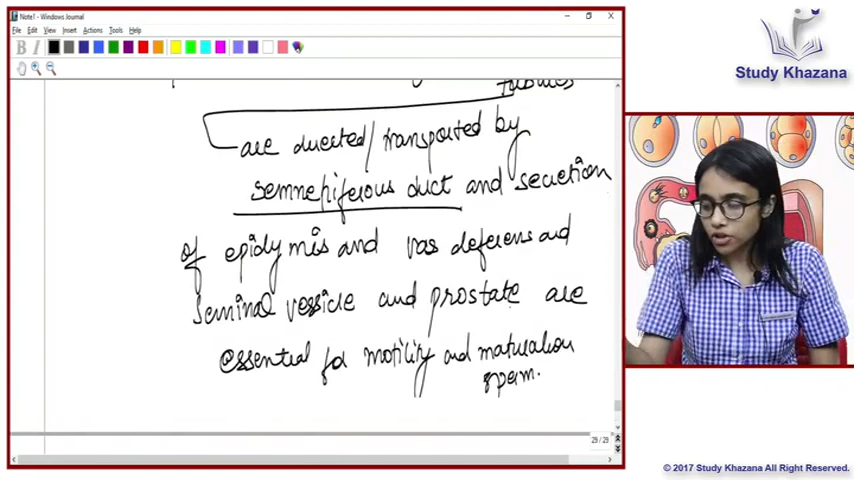 Note1 - Windows Journal
File Edit View Insert Actions Tools Help
B I
Study Khazana
tubules
are ducted/transported by
semnepiferous duct and secretion
of epidymis and vas deferens and
seminal vessicle and prostate are
essential for motility and maturation
sperm.
29 / 29
© 2017 Study Khazana All Right Reserved.